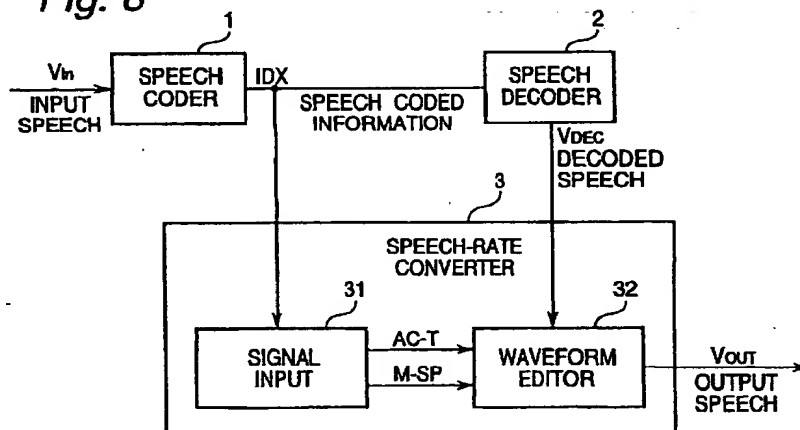 Fig. 8
1
2
Vin
INPUT
SPEECH
SPEECH
CODER
IDX
SPEECH CODED
INFORMATION
SPEECH
DECODER
VDEC
DECODED
SPEECH
3
SPEECH-RATE
CONVERTER
31
32
SIGNAL
INPUT
AC-T
M-SP
WAVEFORM
EDITOR
VOUT
OUTPUT
SPEECH